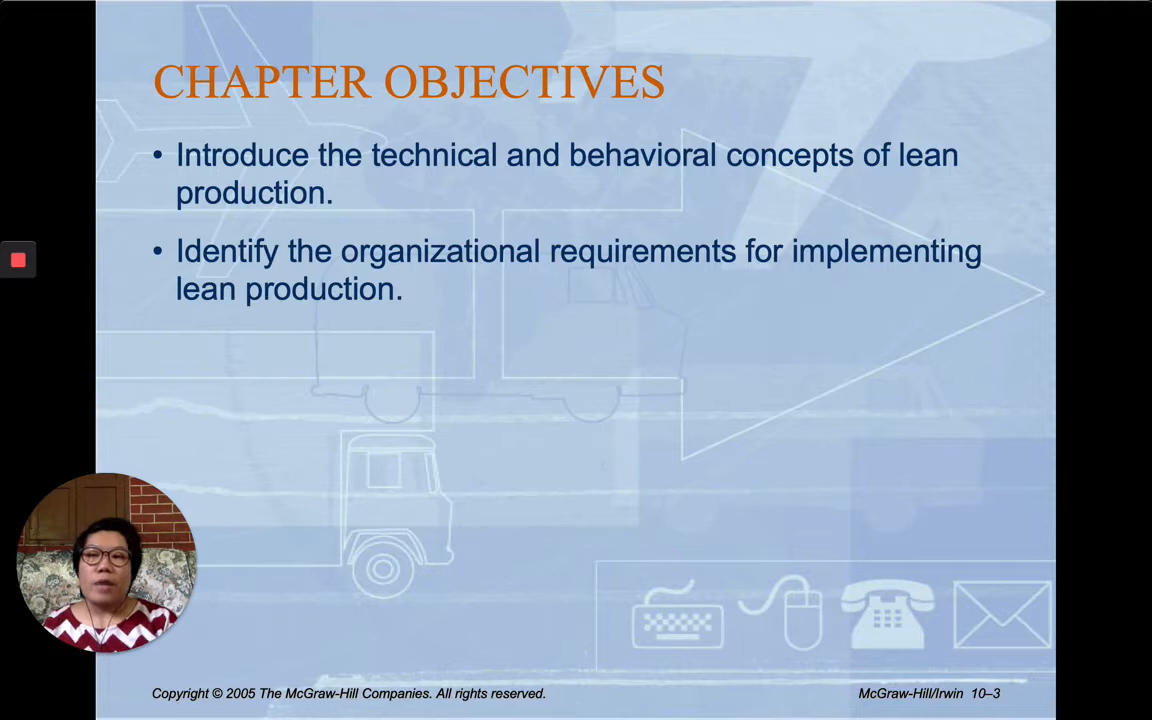 CHAPTER OBJECTIVES
• Introduce the technical and behavioral concepts of lean
production.
• Identify the organizational requirements for implementing
lean production.
Copyright © 2005 The McGraw-Hill Companies. All rights reserved.
McGraw-Hill/Irwin 10–3